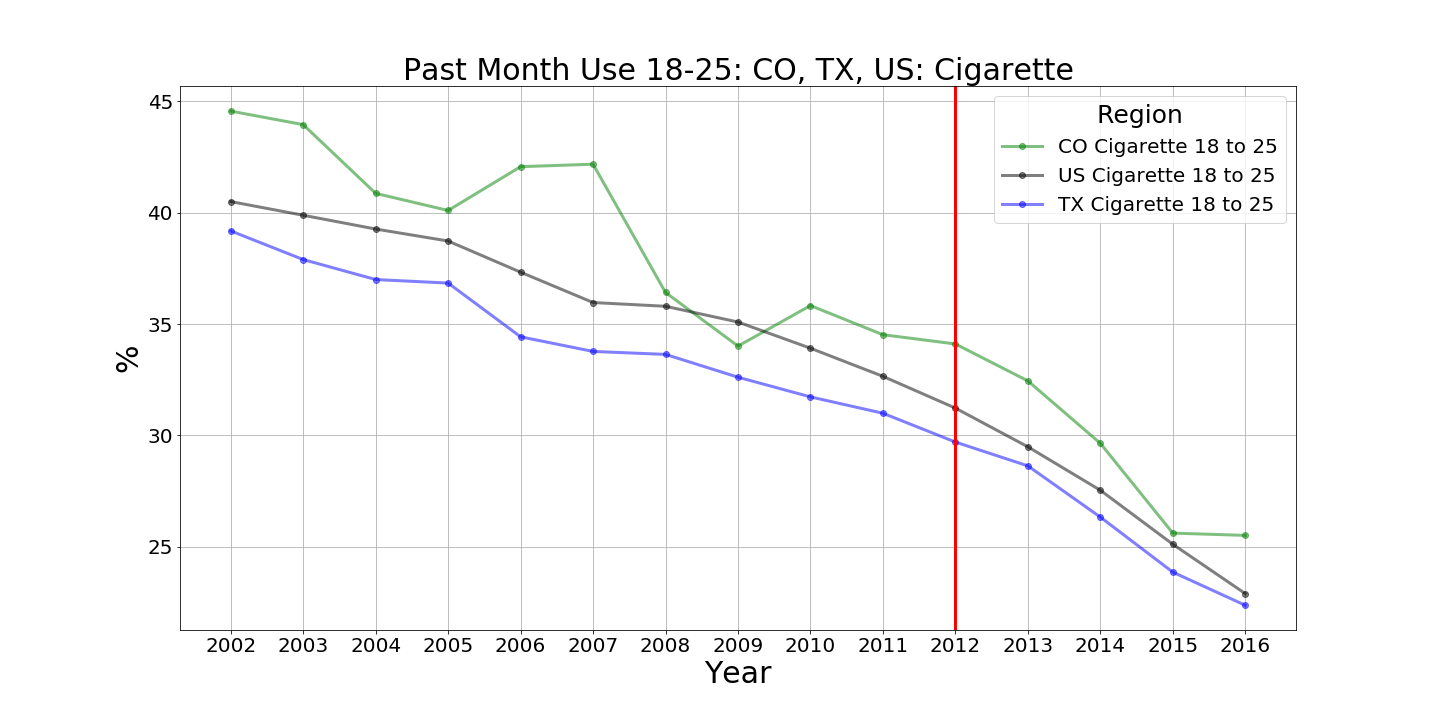 Past Month Use 18-25: CO, TX, US: Cigarette
Region
CO Cigarette 18 to 25
US Cigarette 18 to 25
TX Cigarette 18 to 25
45
40
35
30
25
%
2002 2003 2004 2005 2006 2007 2008 2009 2010 2011 2012 2013 2014 2015 2016
Year